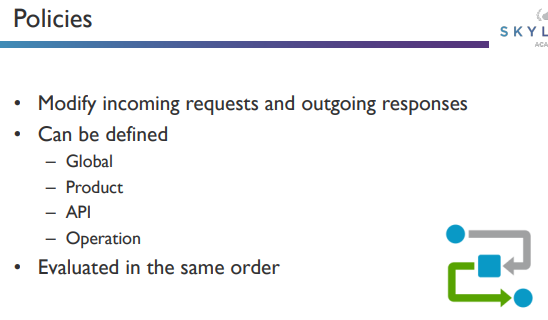 Policies
SKYL
ACA
• Modify incoming requests and outgoing responses
• Can be defined
– Global
– Product
– API
– Operation
• Evaluated in the same order